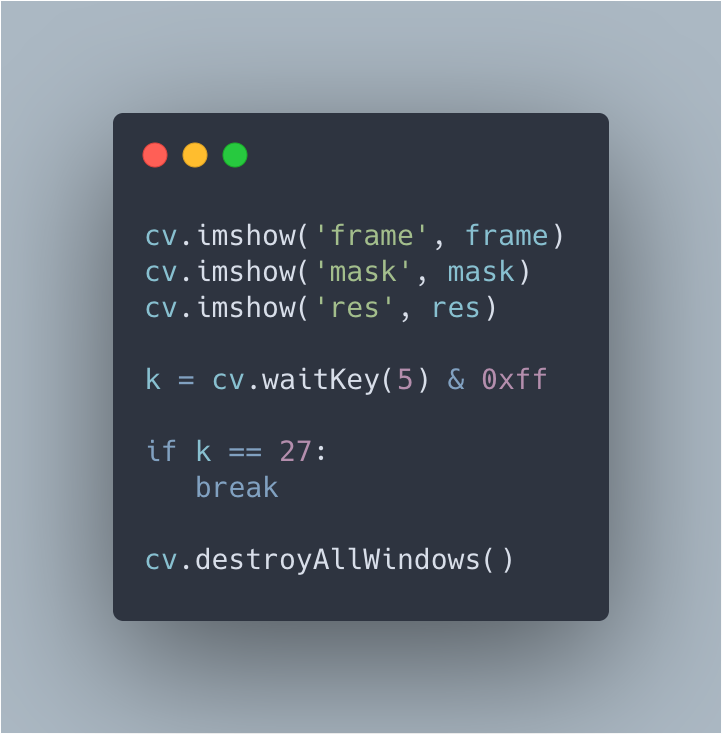 cv.imshow('frame', frame)
cv.imshow('mask', mask)
cv.imshow('res', res)
k = cv.waitKey(5) & 0xff
if k == 27:
   break
cv.destroyAllWindows()